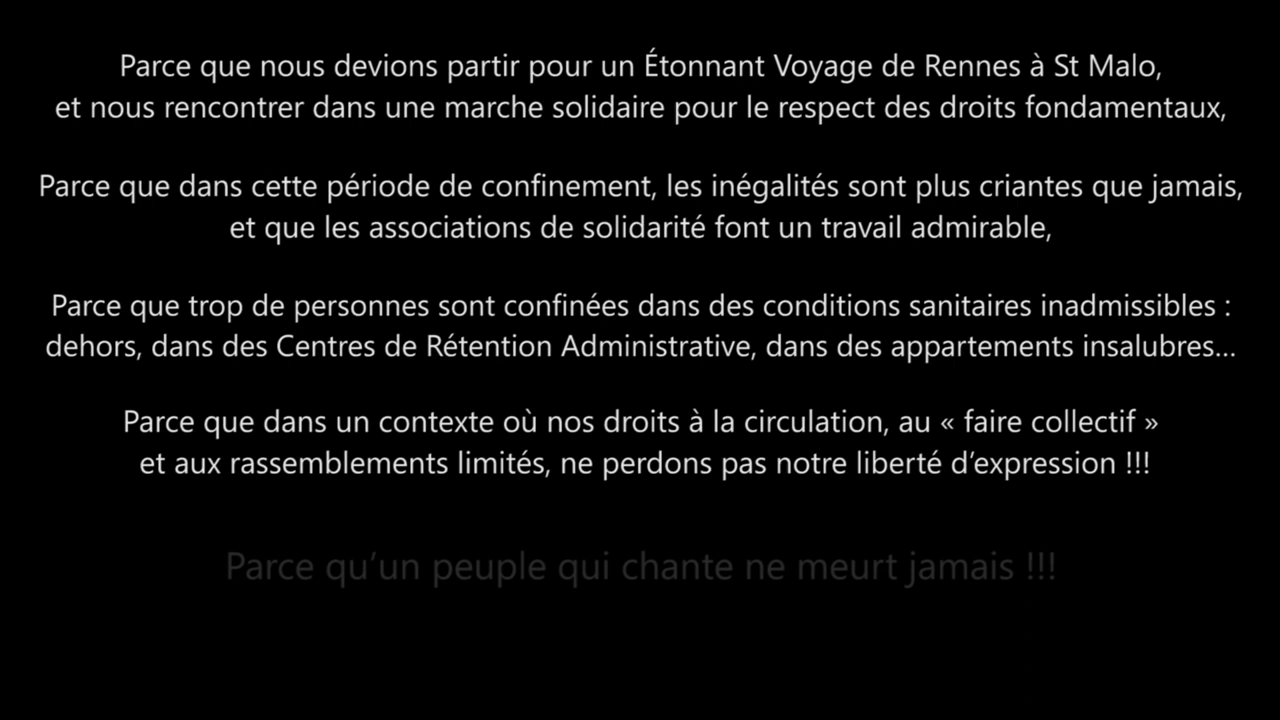 Parce que nous devions partir pour un Étonnant Voyage de Rennes à St Malo,
et nous rencontrer dans une marche solidaire pour le respect des droits fondamentaux,
Parce que dans cette période de confinement, les inégalités sont plus criantes que jamais,
et que les associations de solidarité font un travail admirable,
Parce que trop de personnes sont confinées dans des conditions sanitaires inadmissibles :
dehors, dans des Centres de Rétention Administrative, dans des appartements insalubres...
Parce que dans un contexte où nos droits à la circulation, au « faire collectif »
et aux rassemblements limités, ne perdons pas notre liberté d’expression !!!
Parce qu‘un peuple qui chante ne meurt jamais !!!